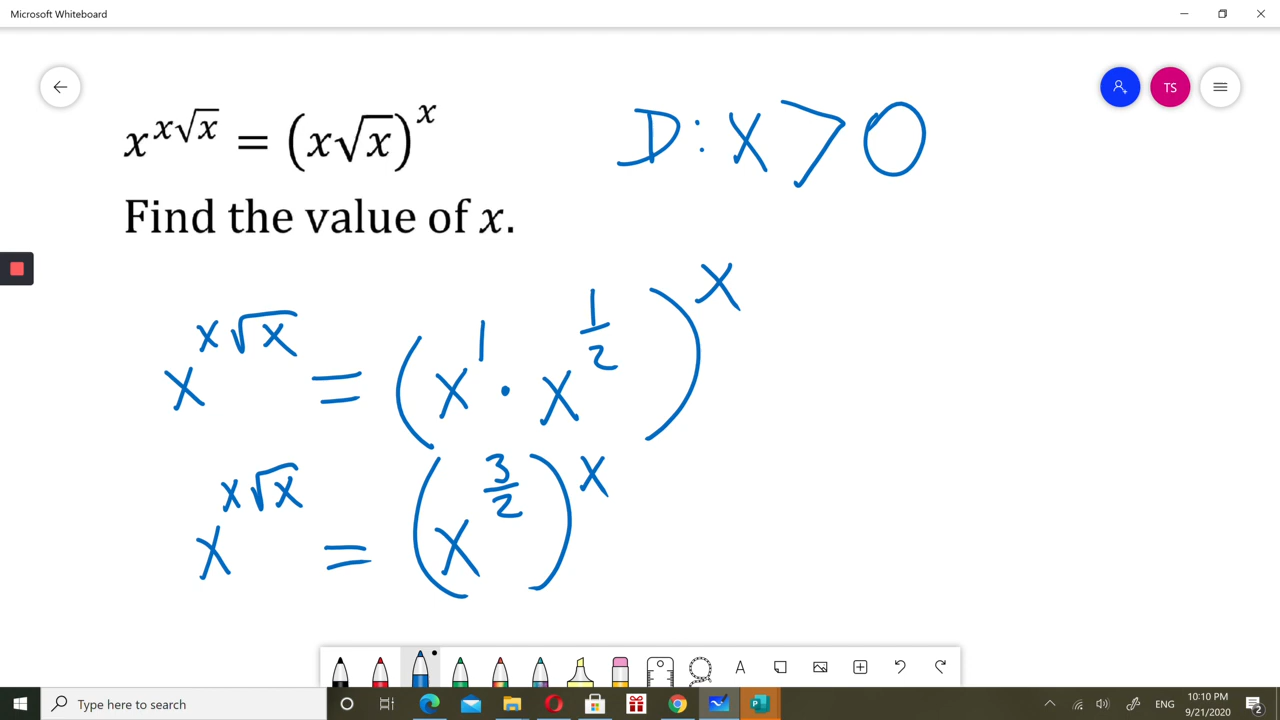 Microsoft Whiteboard
TS
x^{x√x} = (x√x)^x
D: x > 0
Find the value of x.
x^{x√x} = (x^1 · x^{1/2})^x
x^{x√x} = (x^{3/2})^x
A
Type here to search
ENG
10:10 PM
9/21/2020
2